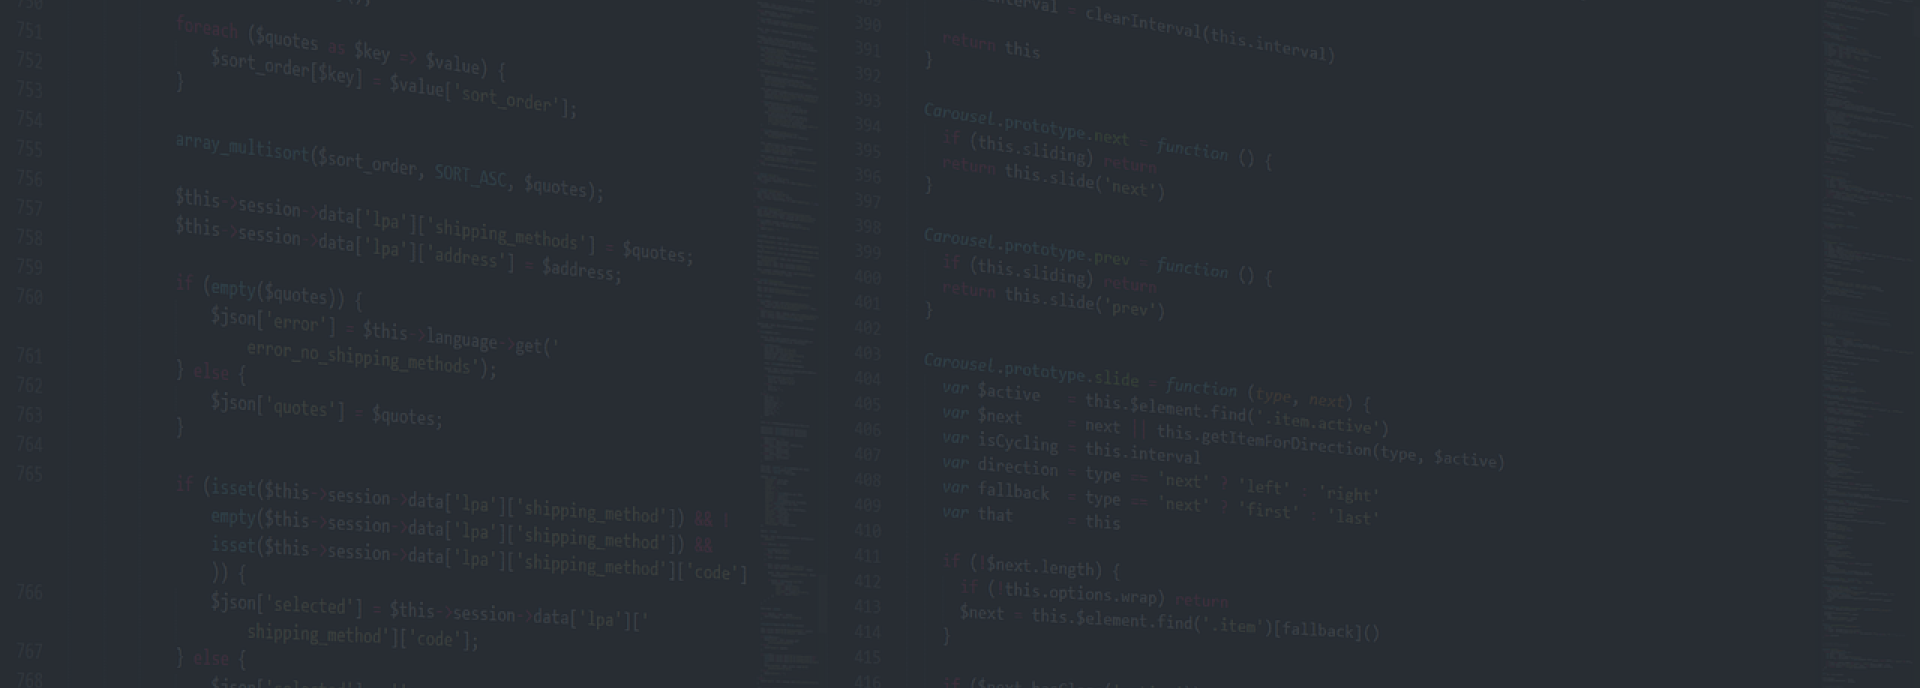 750
751 foreach ($quotes as $key => $value) {
752 $sort_order[$key] = $value['sort_order'];
753 }
754
755 array_multisort($sort_order, SORT_ASC, $quotes);
756
757 $this->session->data['lpa']['shipping_methods'] = $quotes;
758 $this->session->data['lpa']['address'] = $address;
759
760 if (empty($quotes)) {
$json['error'] = $this->language->get('
761 error_no_shipping_methods');
762 } else {
763 $json['quotes'] = $quotes;
764 }
765
if (isset($this->session->data['lpa']['shipping_method']) && !
empty($this->session->data['lpa']['shipping_method']) &&
isset($this->session->data['lpa']['shipping_method']['code']
766 )) {
$json['selected'] = $this->session->data['lpa']['
767 shipping_method']['code'];
768 } else {
389 = clearInterval(this.interval)
390
391 return this
392 }
393
394 Carousel.prototype.next = function () {
395 if (this.sliding) return
396 return this.slide('next')
397 }
398
399 Carousel.prototype.prev = function () {
400 if (this.sliding) return
401 return this.slide('prev')
402 }
403
404 Carousel.prototype.slide = function (type, next) {
405 var $active = this.$element.find('.item.active')
406 var $next = next || this.getItemForDirection(type, $active)
407 var isCycling = this.interval
408 var direction = type == 'next' ? 'left' : 'right'
409 var fallback = type == 'next' ? 'first' : 'last'
410 var that = this
411
412 if (!$next.length) {
413 if (!this.options.wrap) return
414 $next = this.$element.find('.item')[fallback]()
415 }
416